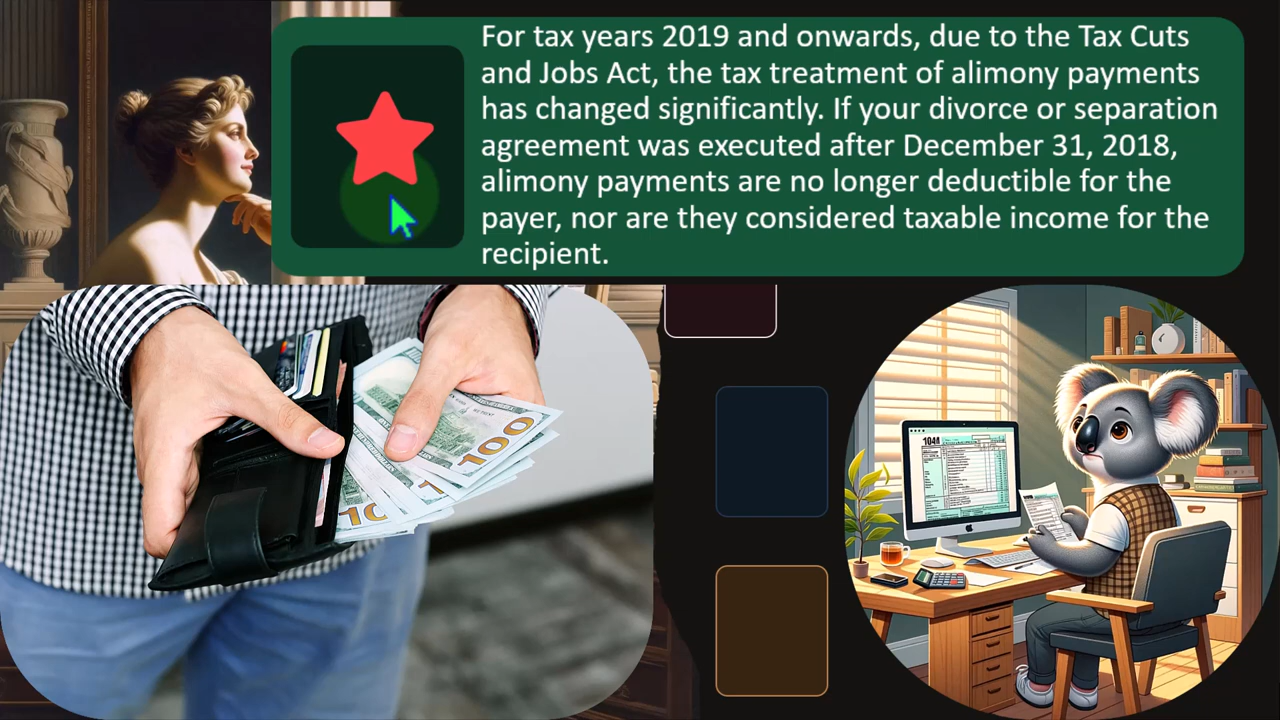 For tax years 2019 and onwards, due to the Tax Cuts
and Jobs Act, the tax treatment of alimony payments
has changed significantly. If your divorce or separation
agreement was executed after December 31, 2018,
alimony payments are no longer deductible for the
payer, nor are they considered taxable income for the
recipient.
100